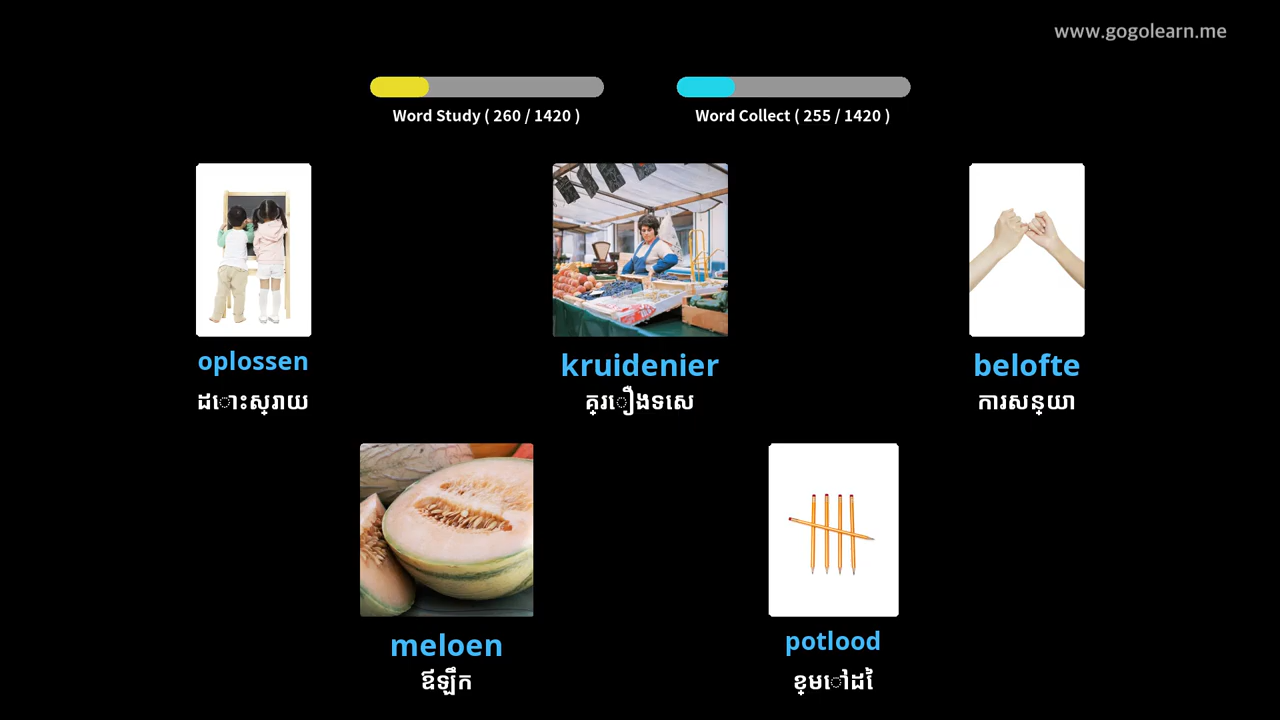 www.gogolearn.me
Word Study ( 260 / 1420 )
Word Collect ( 255 / 1420 )
oplossen
ដោះស្រាយ
kruidenier
គ្រឿងទេស
belofte
ការសន្យា
meloen
ឪឡឹក
potlood
ខ្មៅដៃ